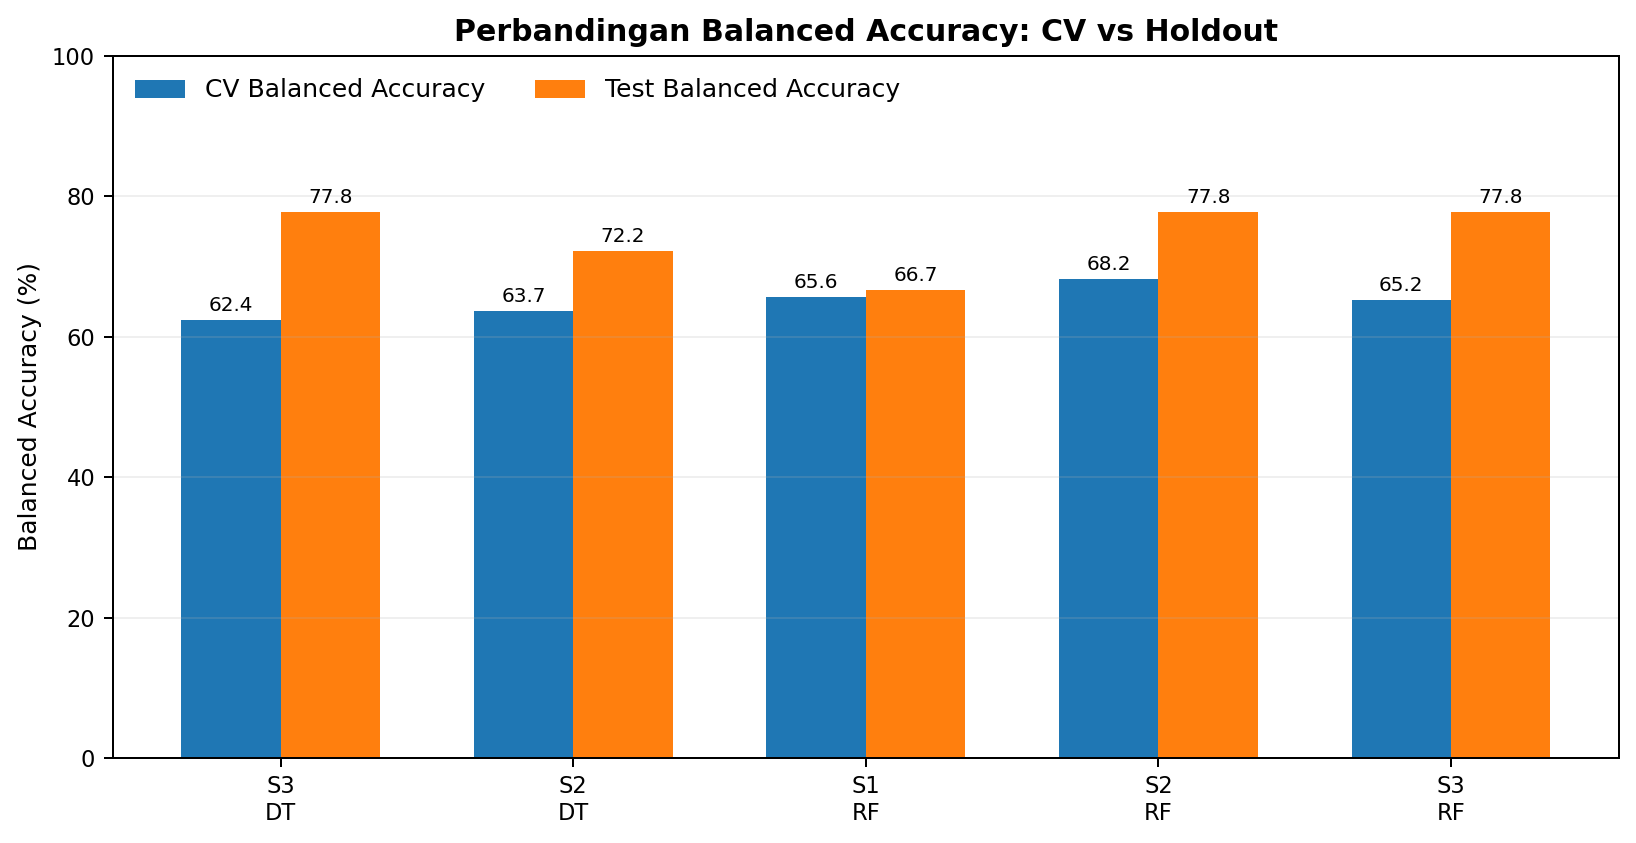 Perbandingan Balanced Accuracy: CV vs Holdout
CV Balanced Accuracy
Test Balanced Accuracy
Balanced Accuracy (%)
100
80
60
40
20
0
62.4
77.8
63.7
72.2
65.6
66.7
68.2
77.8
65.2
77.8
S3
DT
S2
DT
S1
RF
S2
RF
S3
RF